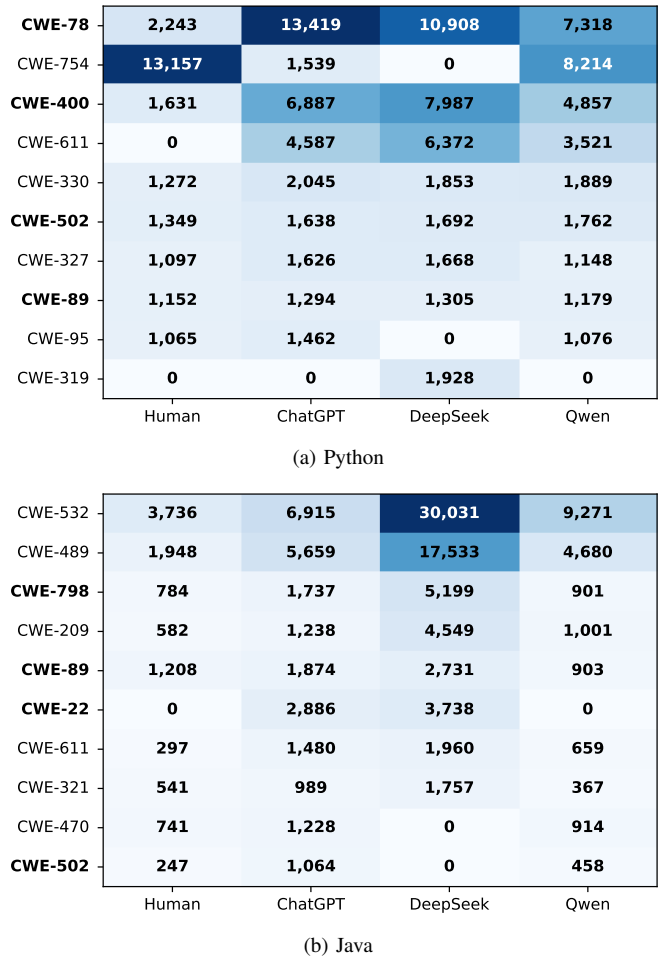 CWE-78 2,243 13,419 10,908 7,318
CWE-754 13,157 1,539 0 8,214
CWE-400 1,631 6,887 7,987 4,857
CWE-611 0 4,587 6,372 3,521
CWE-330 1,272 2,045 1,853 1,889
CWE-502 1,349 1,638 1,692 1,762
CWE-327 1,097 1,626 1,668 1,148
CWE-89 1,152 1,294 1,305 1,179
CWE-95 1,065 1,462 0 1,076
CWE-319 0 0 1,928 0
Human ChatGPT DeepSeek Qwen
(a) Python
CWE-532 3,736 6,915 30,031 9,271
CWE-489 1,948 5,659 17,533 4,680
CWE-798 784 1,737 5,199 901
CWE-209 582 1,238 4,549 1,001
CWE-89 1,208 1,874 2,731 903
CWE-22 0 2,886 3,738 0
CWE-611 297 1,480 1,960 659
CWE-321 541 989 1,757 367
CWE-470 741 1,228 0 914
CWE-502 247 1,064 0 458
Human ChatGPT DeepSeek Qwen
(b) Java